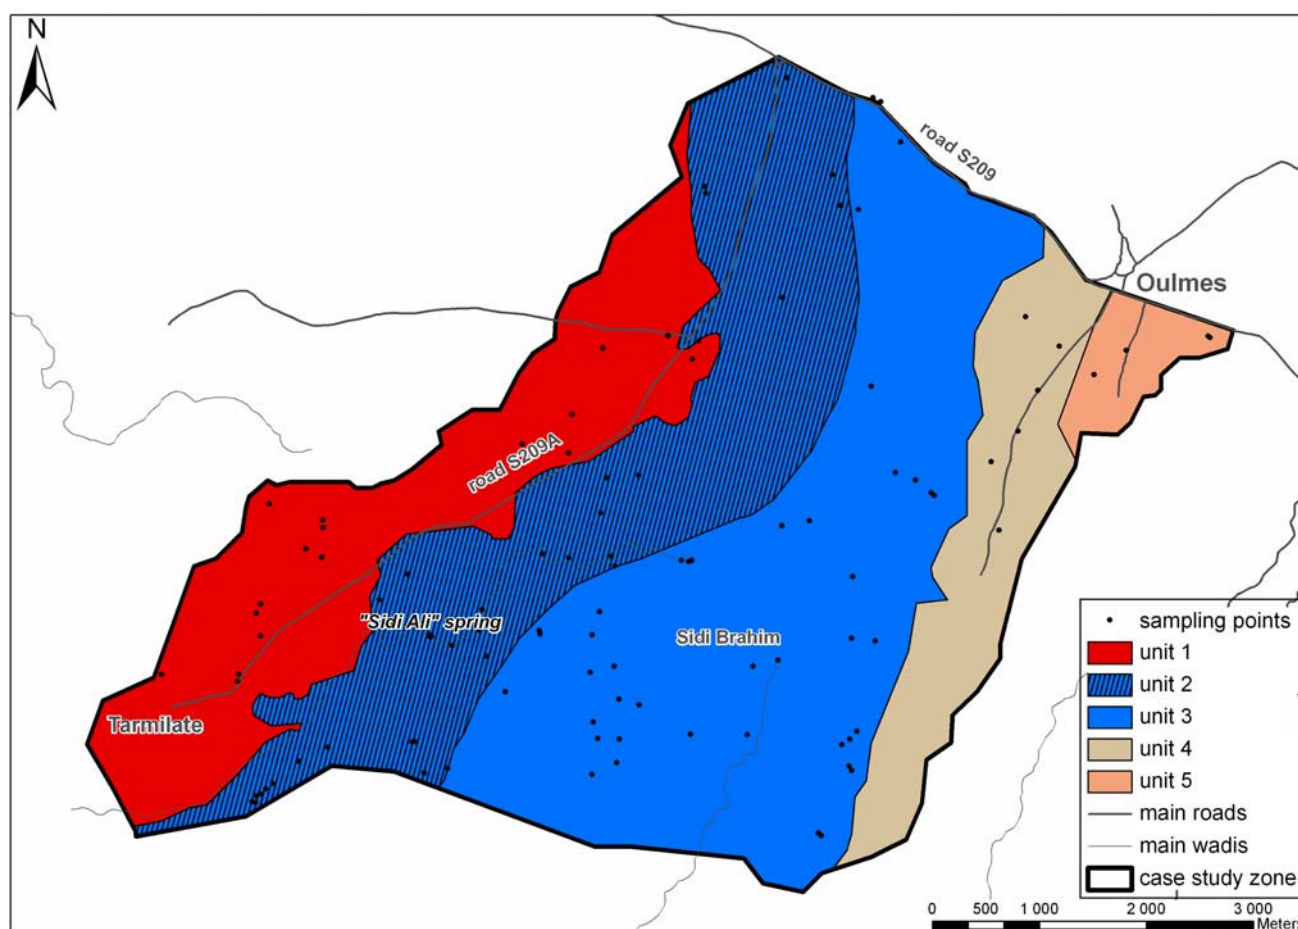 N
road S209
Oulmes
road S209A
"Sidi Ali" spring
Sidi Brahim
Tarmilate
sampling points
unit 1
unit 2
unit 3
unit 4
unit 5
main roads
main wadis
case study zone
0 500 1 000 2 000 3 000
Meters